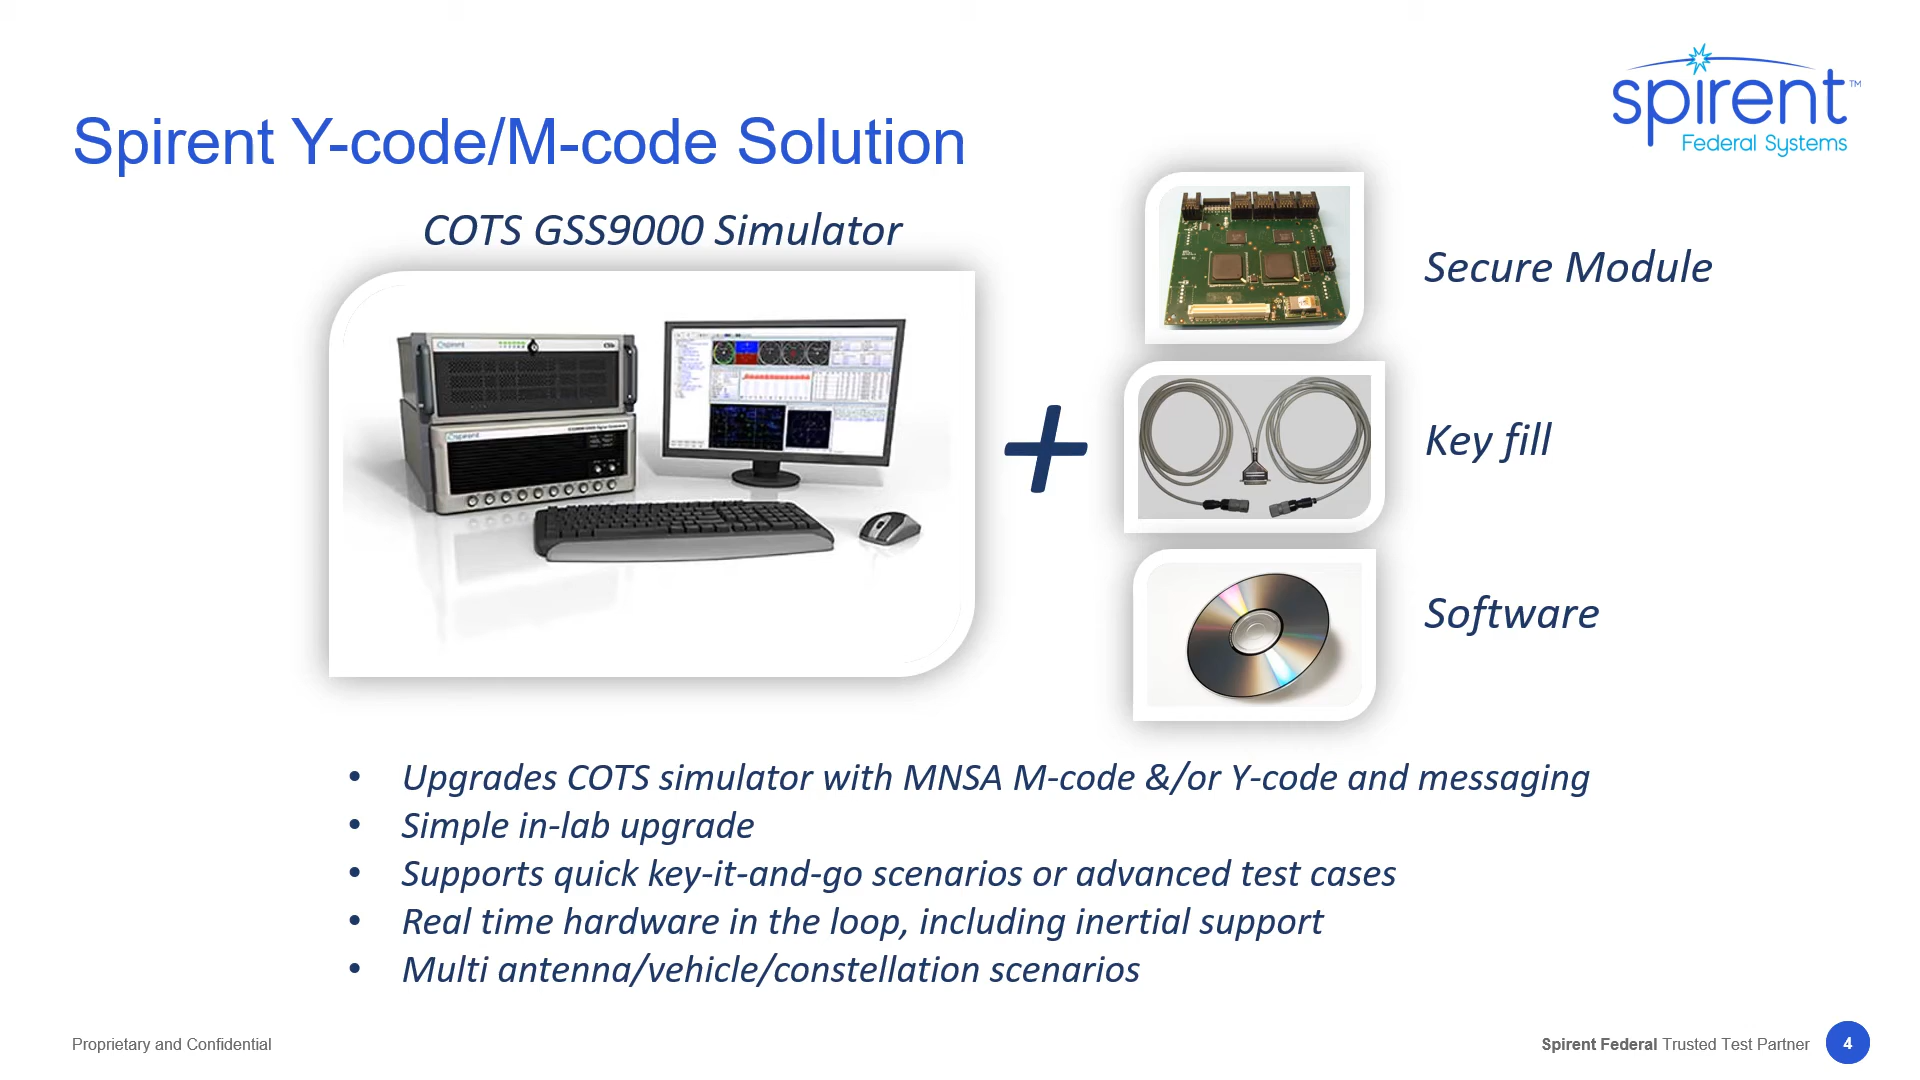 spirent™
Federal Systems
Spirent Y-code/M-code Solution
COTS GSS9000 Simulator
spirent
spirent
Secure Module
+
Key fill
Software
• Upgrades COTS simulator with MNSA M-code &/or Y-code and messaging
• Simple in-lab upgrade
• Supports quick key-it-and-go scenarios or advanced test cases
• Real time hardware in the loop, including inertial support
• Multi antenna/vehicle/constellation scenarios
Proprietary and Confidential
Spirent Federal Trusted Test Partner 4